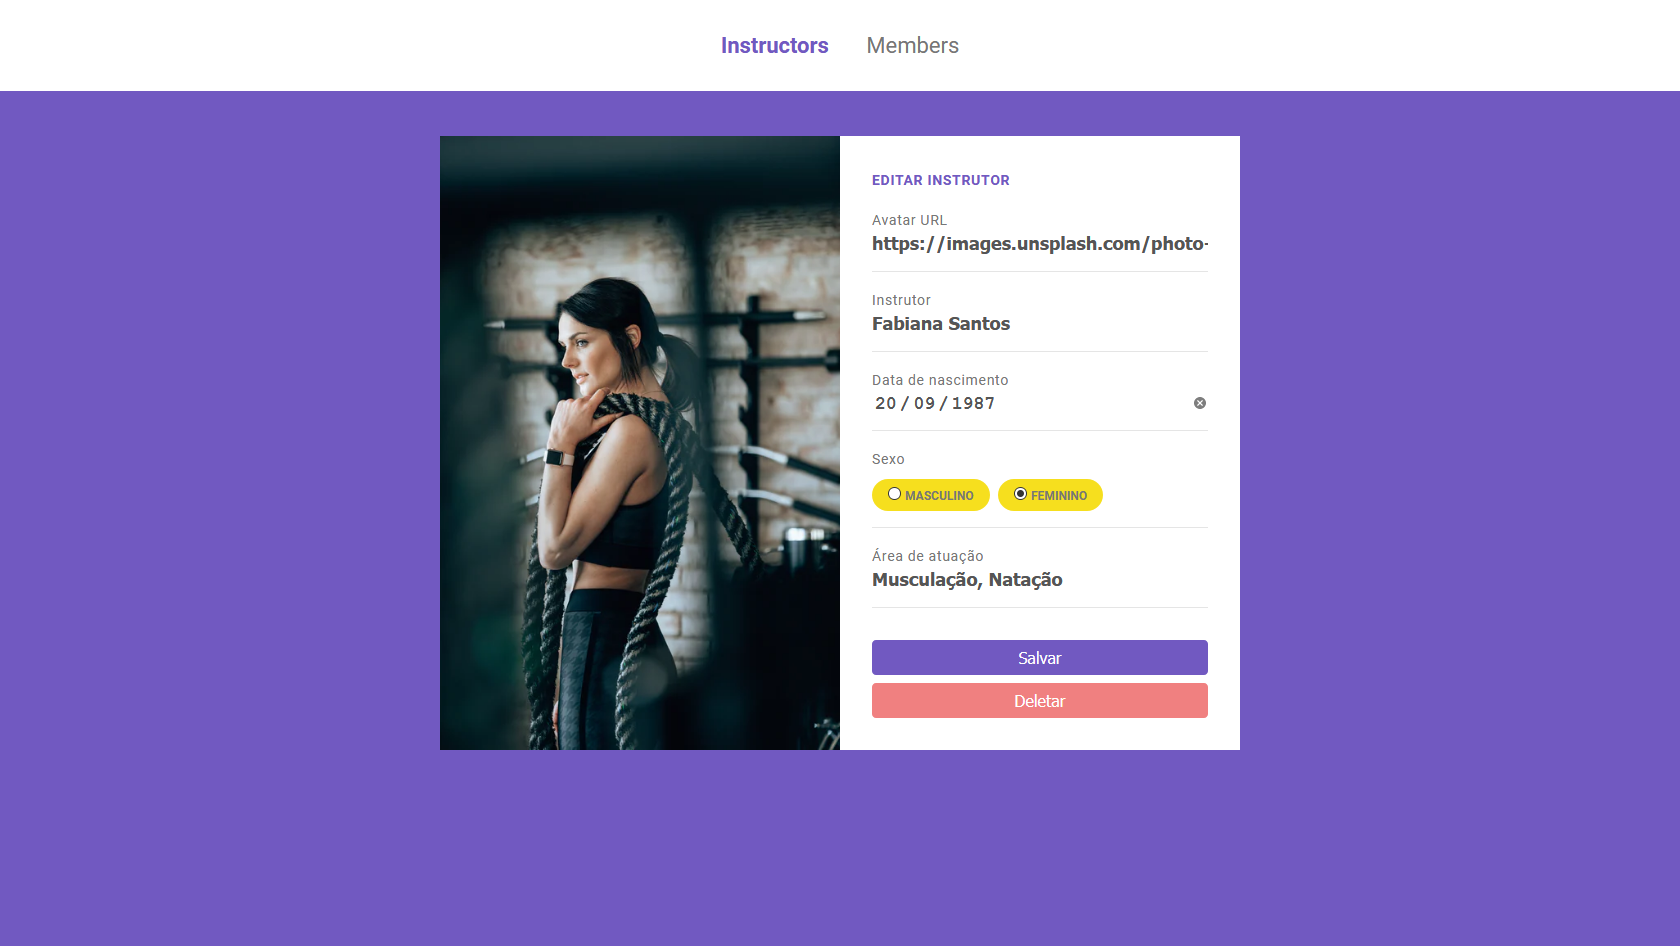 Instructors Members
EDITAR INSTRUTOR
Avatar URL
https://images.unsplash.com/photo-
Instrutor
Fabiana Santos
Data de nascimento
20 / 09 / 1987
Sexo
MASCULINO FEMININO
Área de atuação
Musculação, Natação
Salvar
Deletar